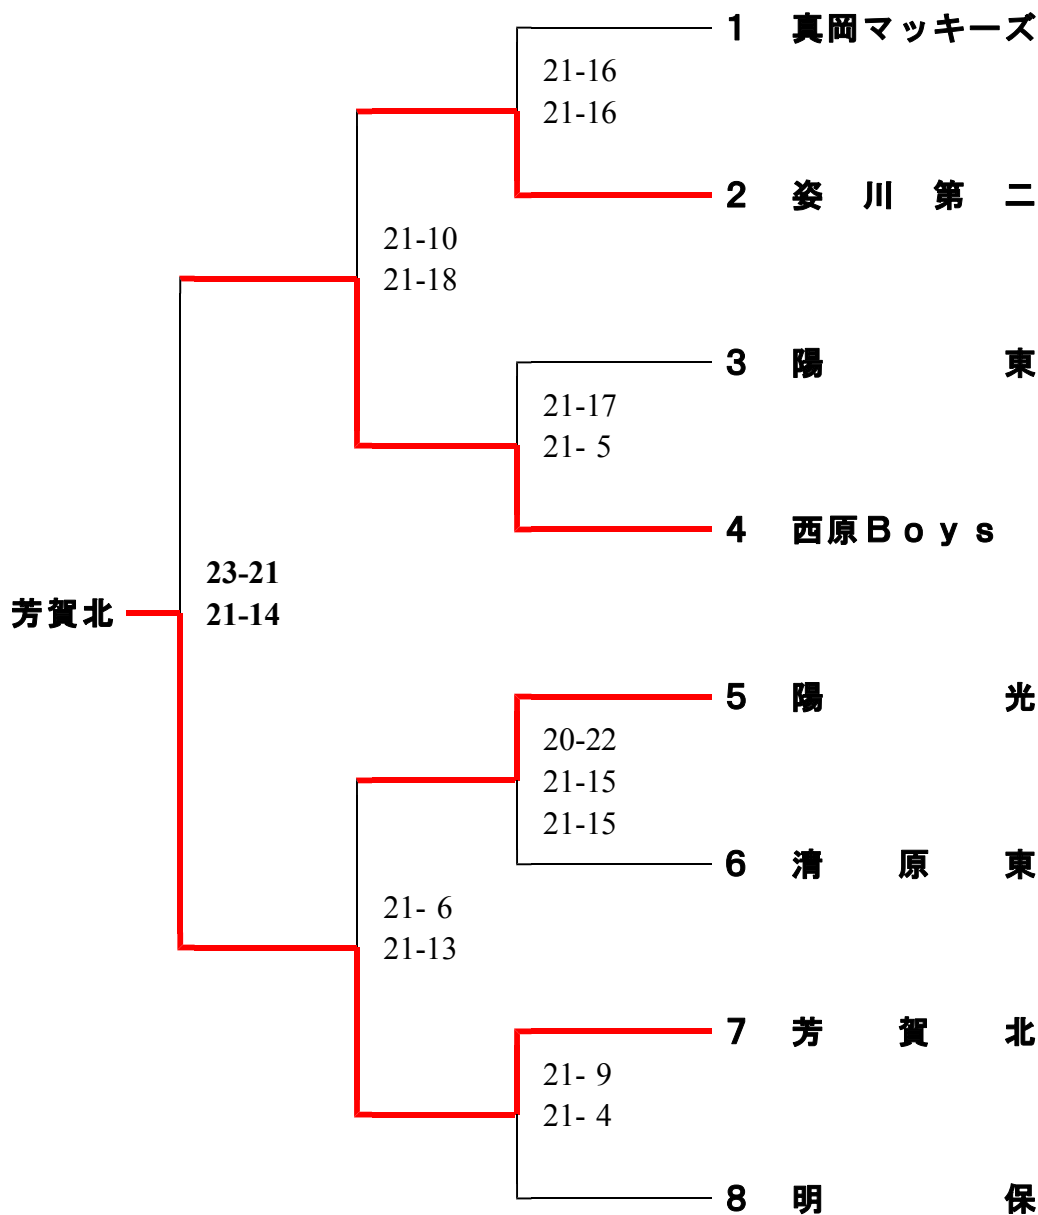 1 真岡マッキーズ
21-16
21-16
2 姿川第二
21-10
21-18
3 陽東
21-17
21- 5
4 西原Boys
23-21
芳賀北 21-14
5 陽光
20-22
21-15
21-15
6 清原東
21- 6
21-13
7 芳賀北
21- 9
21- 4
8 明保